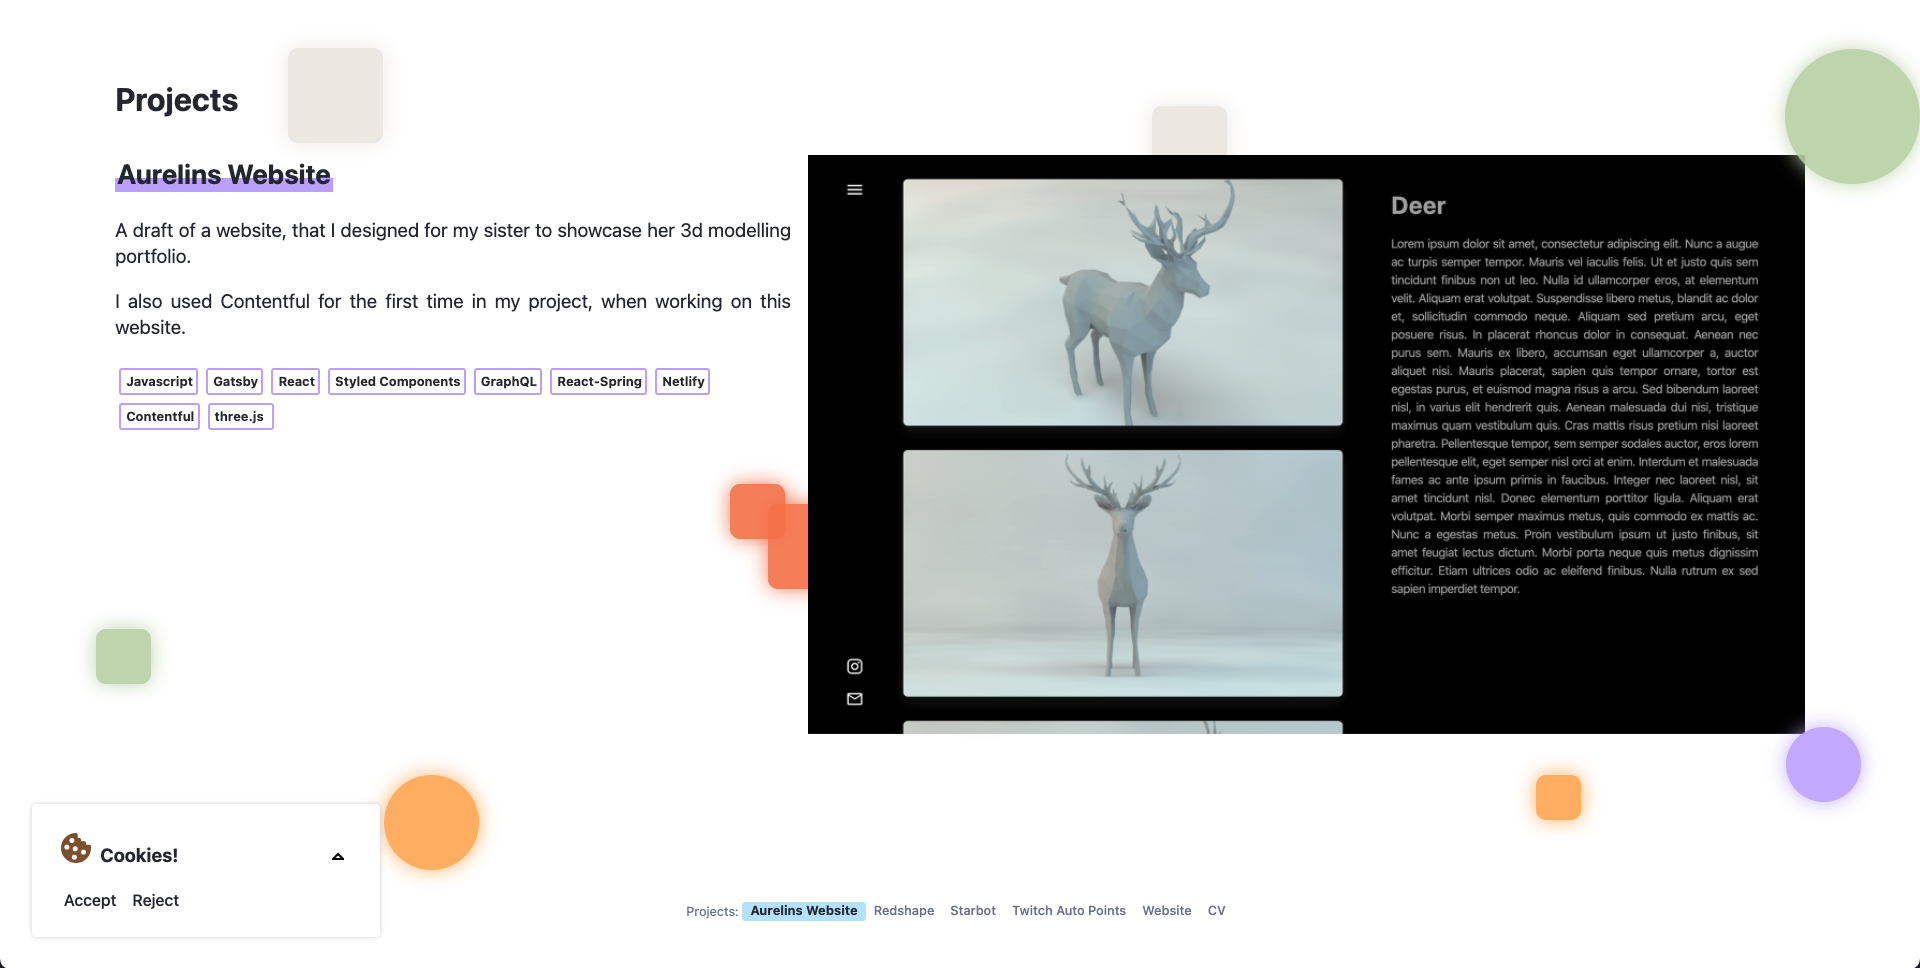 Projects
Aurelins Website
A draft of a website, that I designed for my sister to showcase her 3d modelling
portfolio.
I also used Contentful for the first time in my project, when working on this
website.
Javascript Gatsby React Styled Components GraphQL React-Spring Netlify
Contentful three.js
Deer
Lorem ipsum dolor sit amet, consectetur adipiscing elit. Nunc a augue
ac turpis semper tempor. Mauris vel iaculis felis. Ut et justo quis sem
tincidunt finibus non ut leo. Nulla id ullamcorper eros, at elementum
velit. Aliquam erat volutpat. Suspendisse libero metus, blandit ac dolor
et, sollicitudin commodo neque. Aliquam sed pretium arcu, eget
posuere risus. In placerat rhoncus dolor in consequat. Aenean nec
purus sem. Mauris ex libero, accumsan eget ullamcorper a, auctor
aliquet nisi. Mauris placerat, sapien quis tempor ornare, tortor est
egestas purus, et euismod magna risus a arcu. Sed bibendum laoreet
nisl, in varius elit hendrerit quis. Aenean malesuada dui nisi, tristique
maximus quam vestibulum quis. Cras mattis risus pretium nisi laoreet
pharetra. Pellentesque tempor, sem semper sodales auctor, eros lorem
pellentesque elit, eget semper nisl orci at enim. Interdum et malesuada
fames ac ante ipsum primis in faucibus. Integer nec laoreet nisl, sit
amet tincidunt nisl. Donec elementum porttitor ligula. Aliquam erat
volutpat. Morbi semper maximus metus, quis commodo ex mattis ac.
Nunc a egestas metus. Proin vestibulum ipsum ut justo finibus, sit
amet feugiat lectus dictum. Morbi porta neque quis metus dignissim
efficitur. Etiam ultrices odio ac eleifend finibus. Nulla rutrum ex sed
sapien imperdiet tempor.
Cookies!
Accept Reject
Projects: Aurelins Website Redshape Starbot Twitch Auto Points Website CV